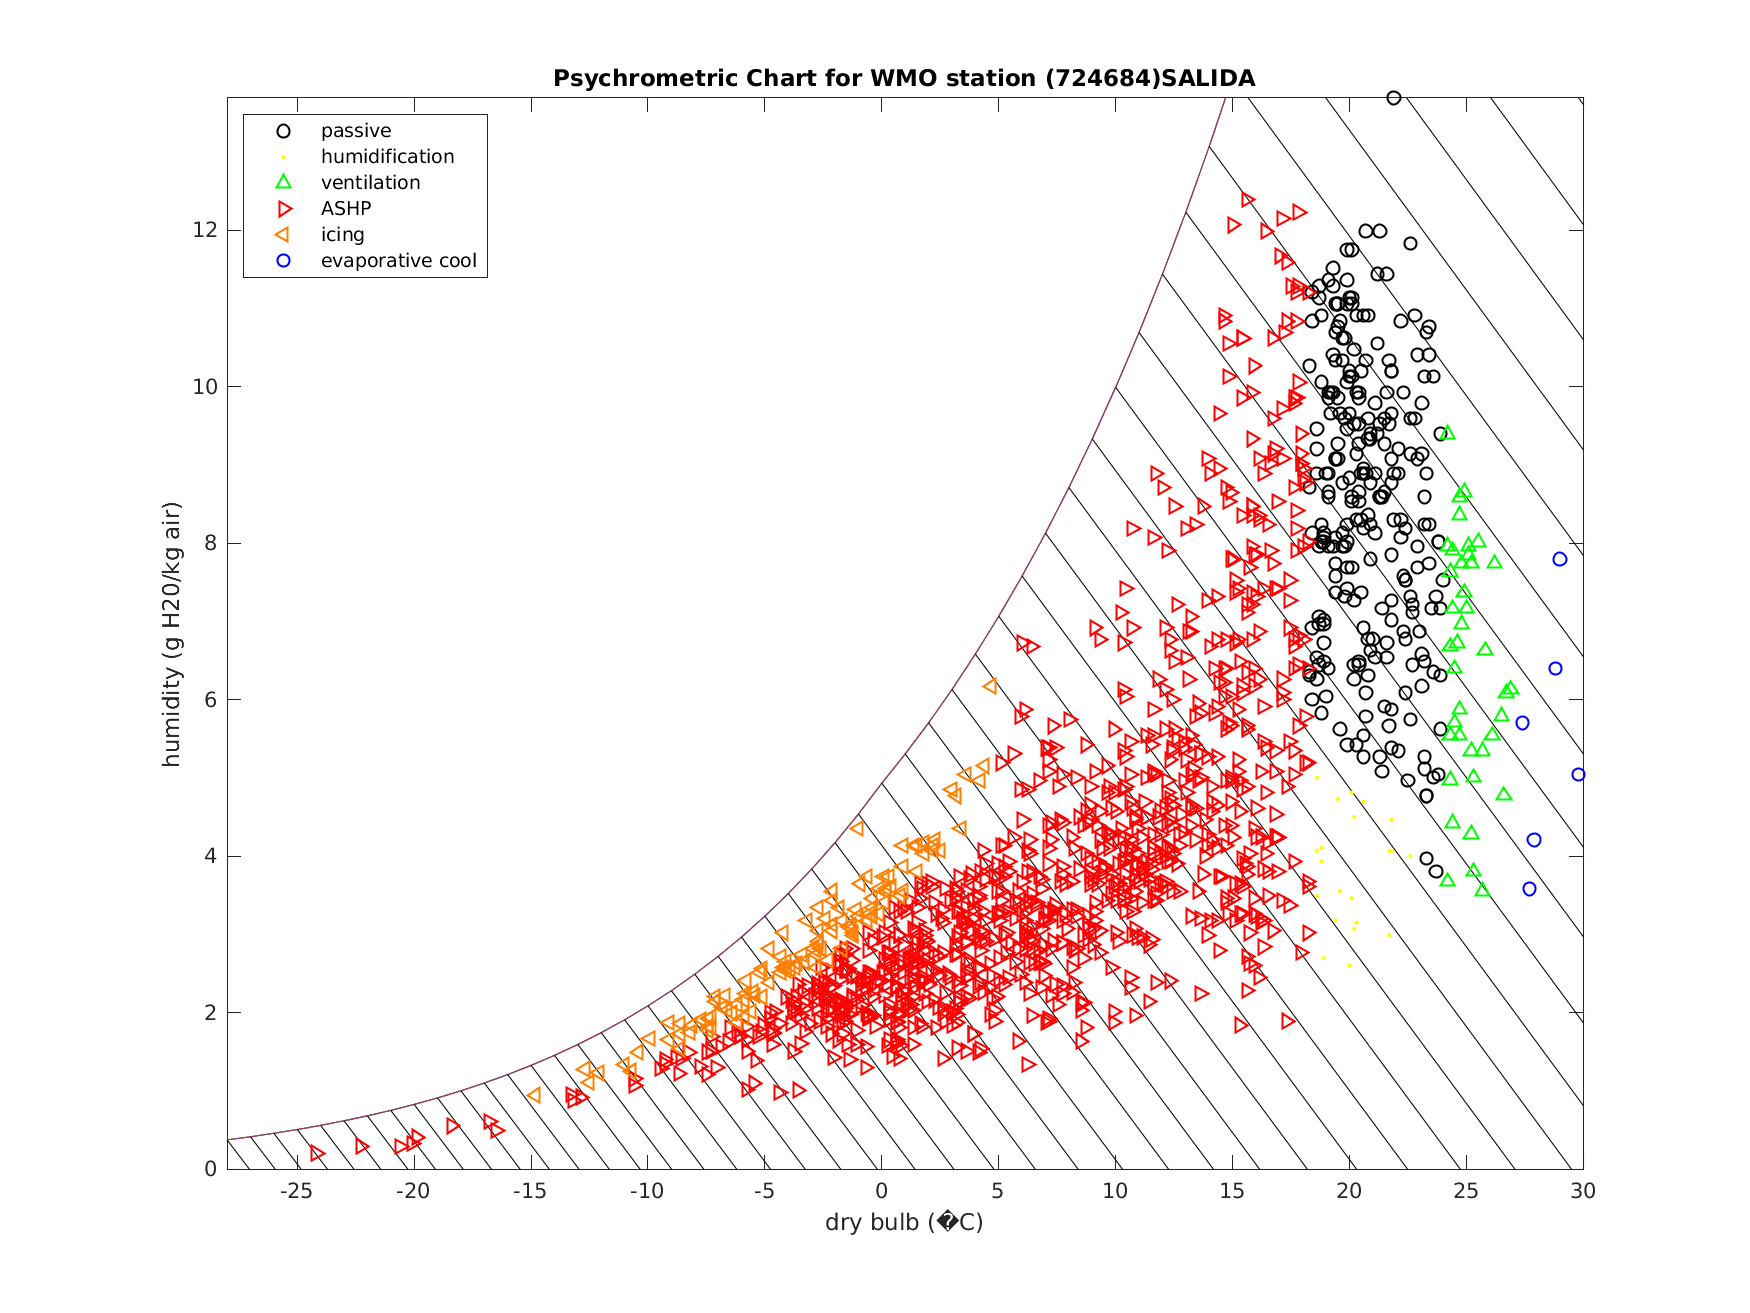 Psychrometric Chart for WMO station (724684)SALIDA
passive
humidification
ventilation
ASHP
icing
evaporative cool
humidity (g H20/kg air)
12
10
8
6
4
2
0
-25 -20 -15 -10 -5 0 5 10 15 20 25 30
dry bulb (�C)